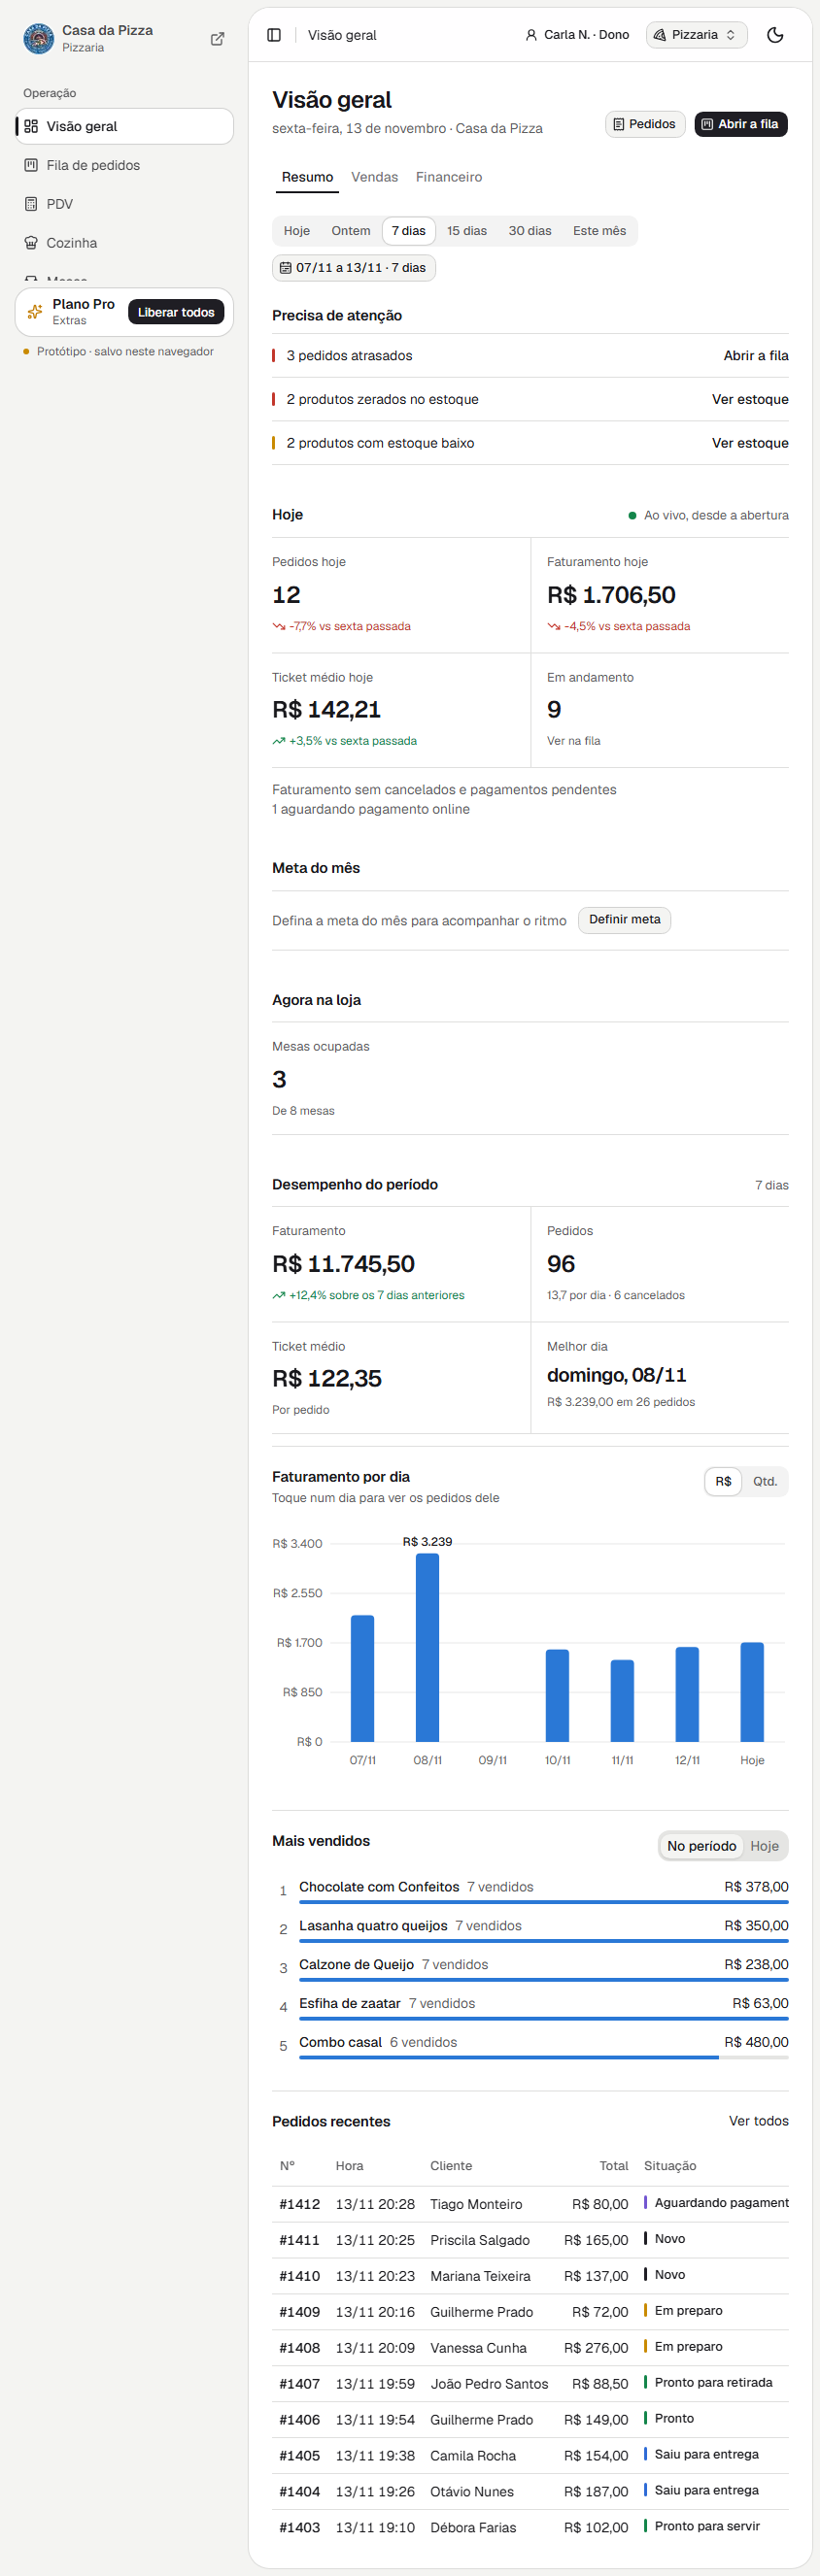 Casa da Pizza
Pizzaria
Operação
Visão geral
Fila de pedidos
PDV
Cozinha
Plano Pro
Extras
Liberar todos
Protótipo · salvo neste navegador
Visão geral
Carla N. · Dono
Pizzaria
Visão geral
sexta-feira, 13 de novembro · Casa da Pizza
Pedidos
Abrir a fila
Resumo Vendas Financeiro
Hoje Ontem 7 dias 15 dias 30 dias Este mês
07/11 a 13/11 · 7 dias
Precisa de atenção
3 pedidos atrasados Abrir a fila
2 produtos zerados no estoque Ver estoque
2 produtos com estoque baixo Ver estoque
Hoje Ao vivo, desde a abertura
Pedidos hoje
12
-7,7% vs sexta passada
Faturamento hoje
R$ 1.706,50
-4,5% vs sexta passada
Ticket médio hoje
R$ 142,21
+3,5% vs sexta passada
Em andamento
9
Ver na fila
Faturamento sem cancelados e pagamentos pendentes
1 aguardando pagamento online
Meta do mês
Defina a meta do mês para acompanhar o ritmo Definir meta
Agora na loja
Mesas ocupadas
3
De 8 mesas
Desempenho do período 7 dias
Faturamento
R$ 11.745,50
+12,4% sobre os 7 dias anteriores
Pedidos
96
13,7 por dia · 6 cancelados
Ticket médio
R$ 122,35
Por pedido
Melhor dia
domingo, 08/11
R$ 3.239,00 em 26 pedidos
Faturamento por dia
Toque num dia para ver os pedidos dele
R$ Qtd.
R$ 3.239
R$ 3.400
R$ 2.550
R$ 1.700
R$ 850
R$ 0
07/11 08/11 09/11 10/11 11/11 12/11 Hoje
Mais vendidos No período Hoje
1 Chocolate com Confeitos 7 vendidos R$ 378,00
2 Lasanha quatro queijos 7 vendidos R$ 350,00
3 Calzone de Queijo 7 vendidos R$ 238,00
4 Esfiha de zaatar 7 vendidos R$ 63,00
5 Combo casal 6 vendidos R$ 480,00
Pedidos recentes Ver todos
Nº Hora Cliente Total Situação
#1412 13/11 20:28 Tiago Monteiro R$ 80,00 Aguardando pagament
#1411 13/11 20:25 Priscila Salgado R$ 165,00 Novo
#1410 13/11 20:23 Mariana Teixeira R$ 137,00 Novo
#1409 13/11 20:16 Guilherme Prado R$ 72,00 Em preparo
#1408 13/11 20:09 Vanessa Cunha R$ 276,00 Em preparo
#1407 13/11 19:59 João Pedro Santos R$ 88,50 Pronto para retirada
#1406 13/11 19:54 Guilherme Prado R$ 149,00 Pronto
#1405 13/11 19:38 Camila Rocha R$ 154,00 Saiu para entrega
#1404 13/11 19:26 Otávio Nunes R$ 187,00 Saiu para entrega
#1403 13/11 19:10 Débora Farias R$ 102,00 Pronto para servir